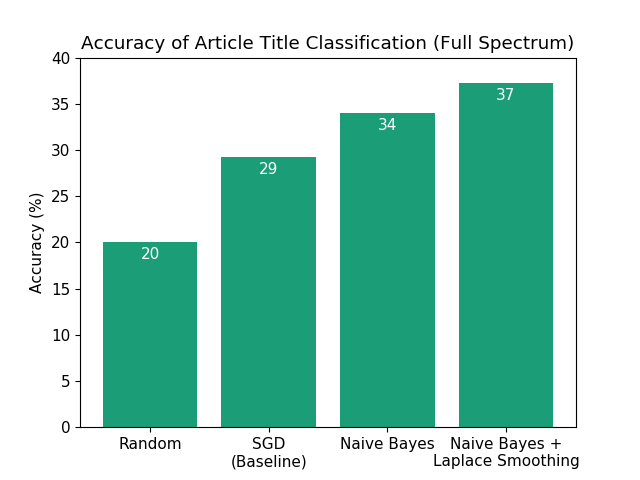 Accuracy of Article Title Classification (Full Spectrum)
40
35
30
25
20
15
10
5
0
Accuracy (%)
20
29
34
37
Random
SGD
(Baseline)
Naive Bayes
Naive Bayes +
Laplace Smoothing